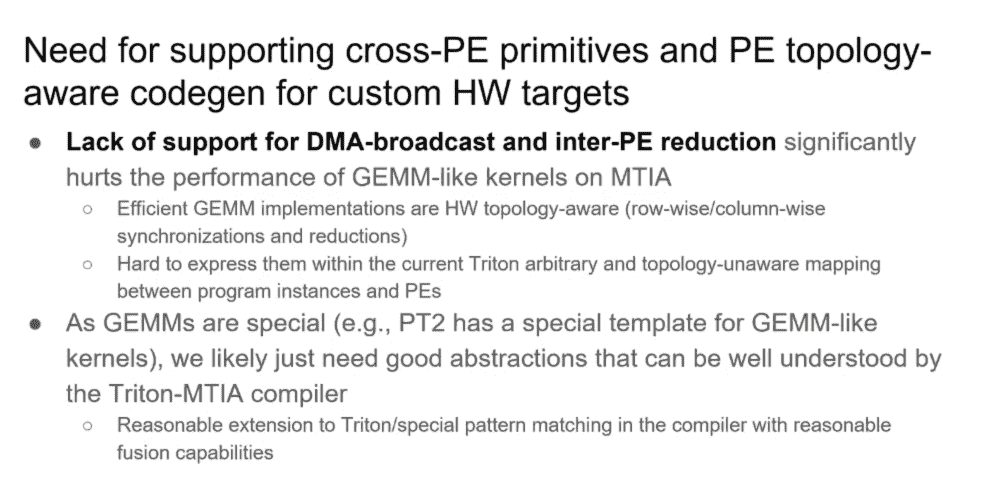 Need for supporting cross-PE primitives and PE topology-
aware codegen for custom HW targets
● Lack of support for DMA-broadcast and inter-PE reduction significantly
hurts the performance of GEMM-like kernels on MTIA
○ Efficient GEMM implementations are HW topology-aware (row-wise/column-wise
synchronizations and reductions)
○ Hard to express them within the current Triton arbitrary and topology-unaware mapping
between program instances and PEs
● As GEMMs are special (e.g., PT2 has a special template for GEMM-like
kernels), we likely just need good abstractions that can be well understood by
the Triton-MTIA compiler
○ Reasonable extension to Triton/special pattern matching in the compiler with reasonable
fusion capabilities